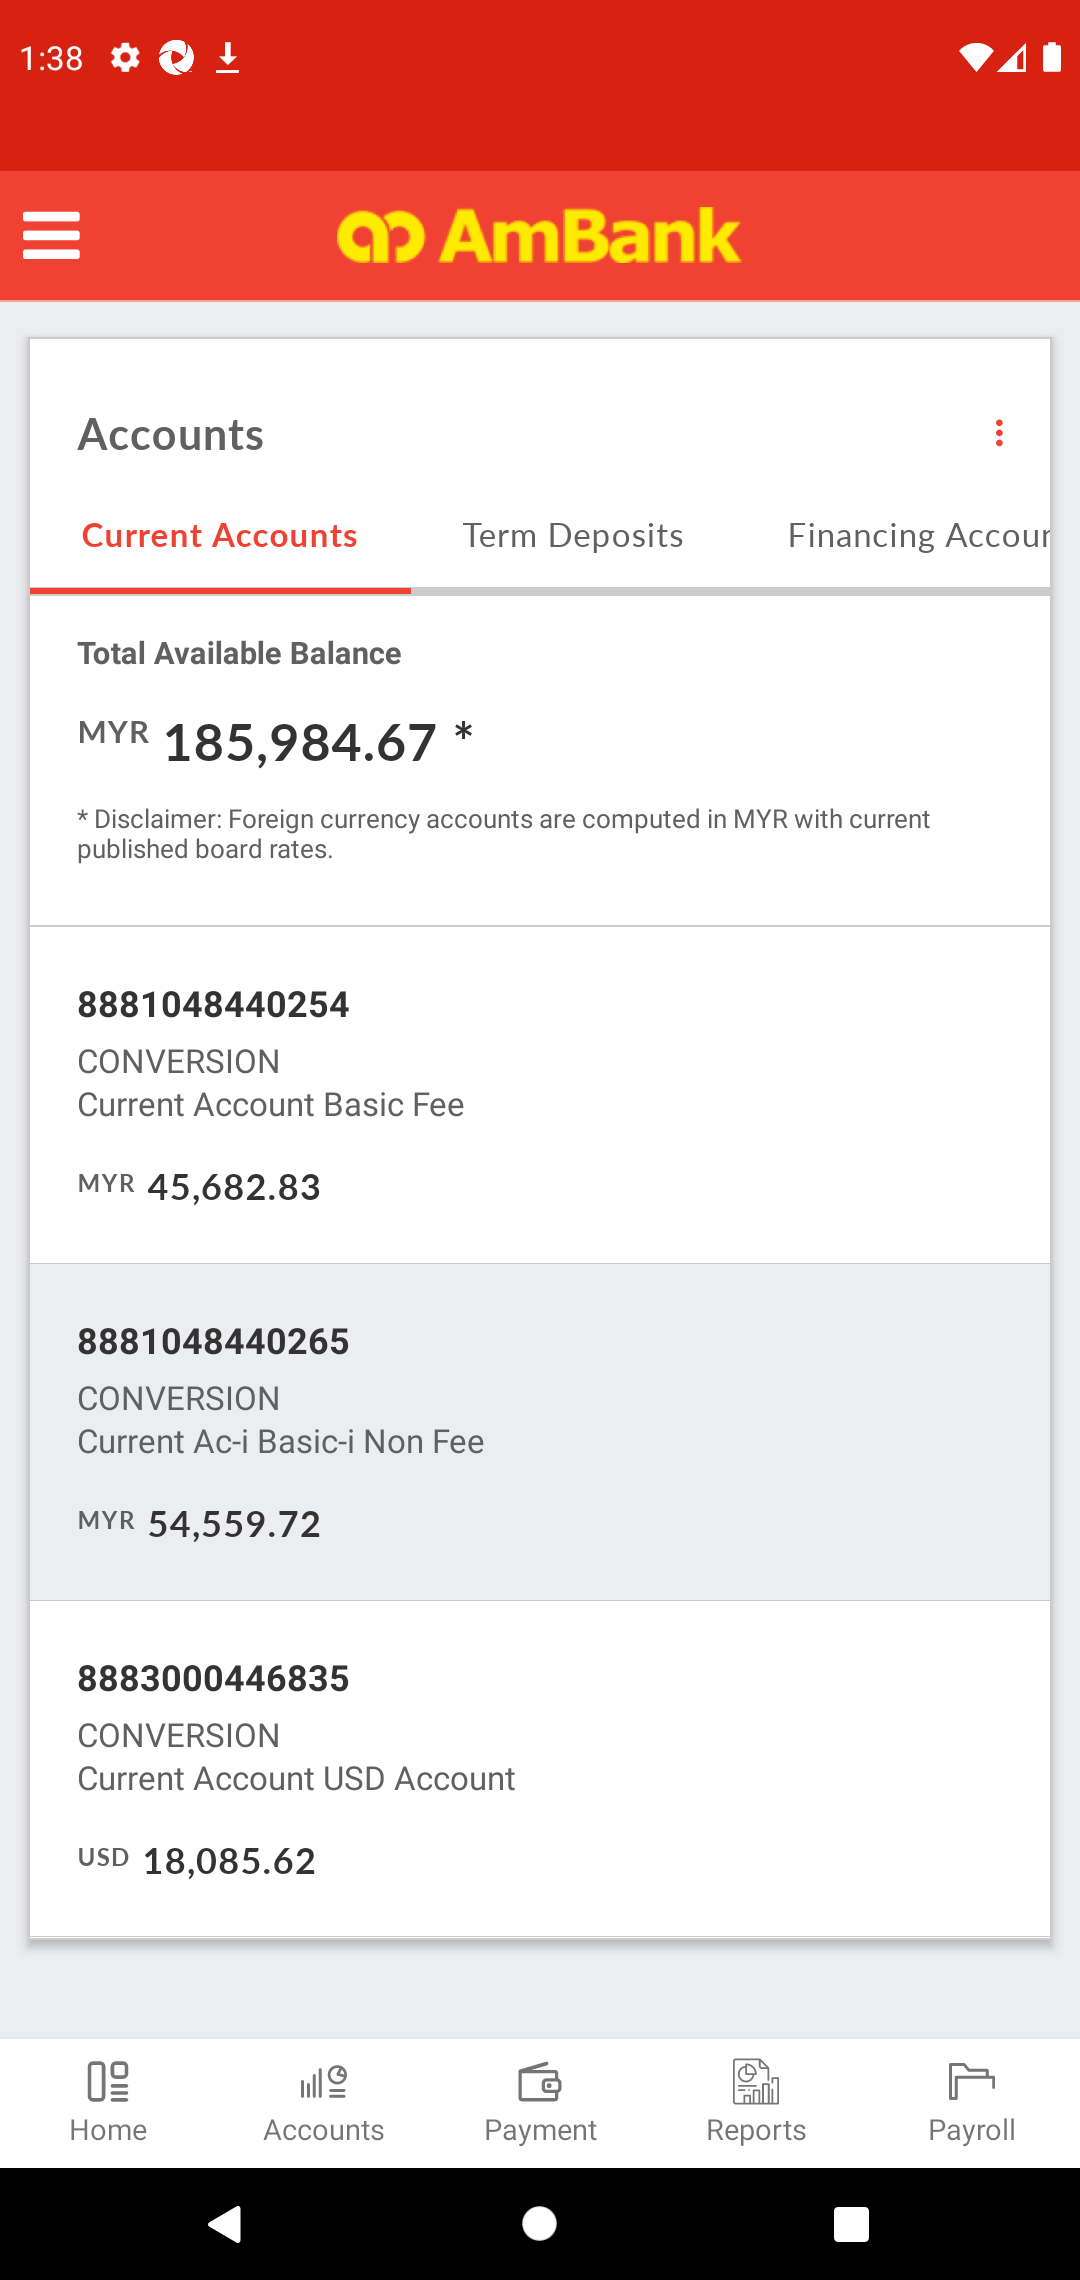 1:38
AmBank
Accounts
Current Accounts
Term Deposits
Financing Accoun
Total Available Balance
MYR 185,984.67 *
* Disclaimer: Foreign currency accounts are computed in MYR with current
published board rates.
8881048440254
CONVERSION
Current Account Basic Fee
MYR 45,682.83
8881048440265
CONVERSION
Current Ac-i Basic-i Non Fee
MYR 54,559.72
8883000446835
CONVERSION
Current Account USD Account
USD 18,085.62
Home
Accounts
Payment
Reports
Payroll